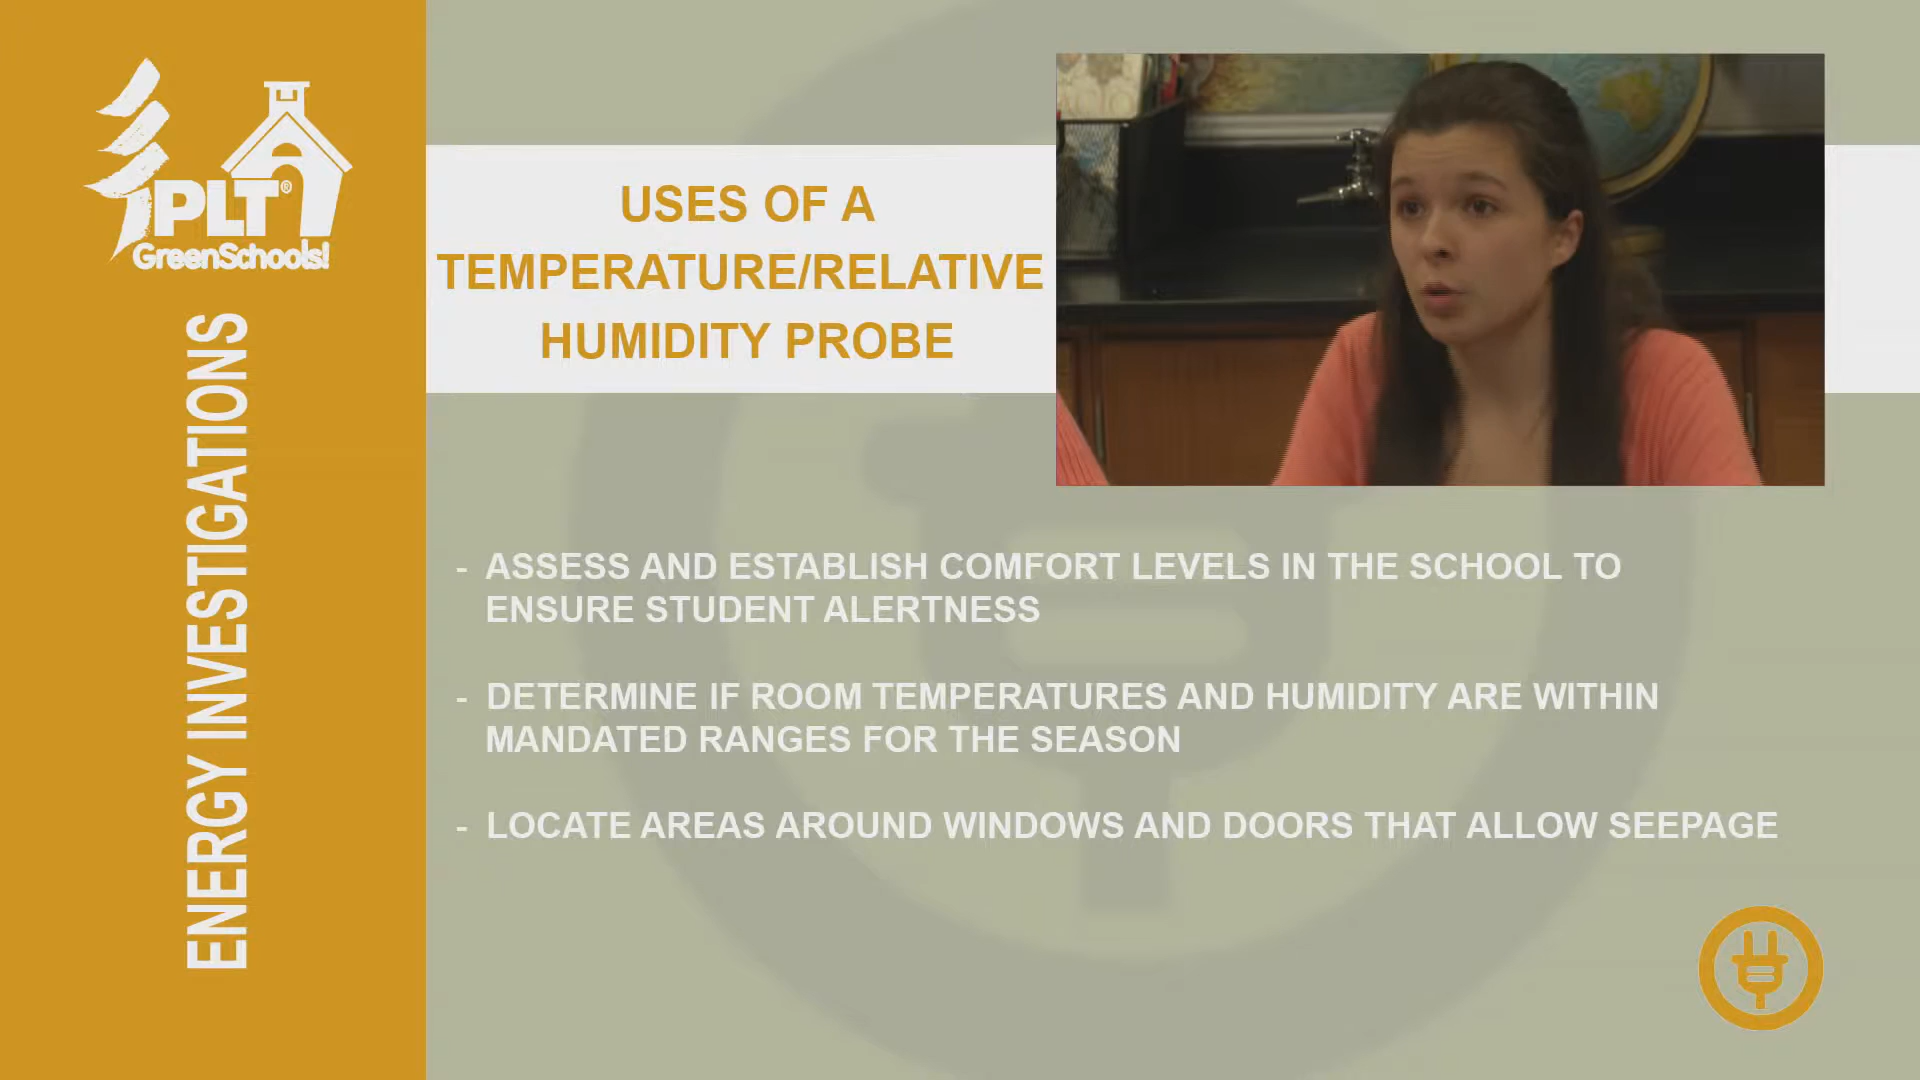 PLT®
GreenSchools!
ENERGY INVESTIGATIONS
USES OF A
TEMPERATURE/RELATIVE
HUMIDITY PROBE
- ASSESS AND ESTABLISH COMFORT LEVELS IN THE SCHOOL TO
ENSURE STUDENT ALERTNESS
- DETERMINE IF ROOM TEMPERATURES AND HUMIDITY ARE WITHIN
MANDATED RANGES FOR THE SEASON
- LOCATE AREAS AROUND WINDOWS AND DOORS THAT ALLOW SEEPAGE